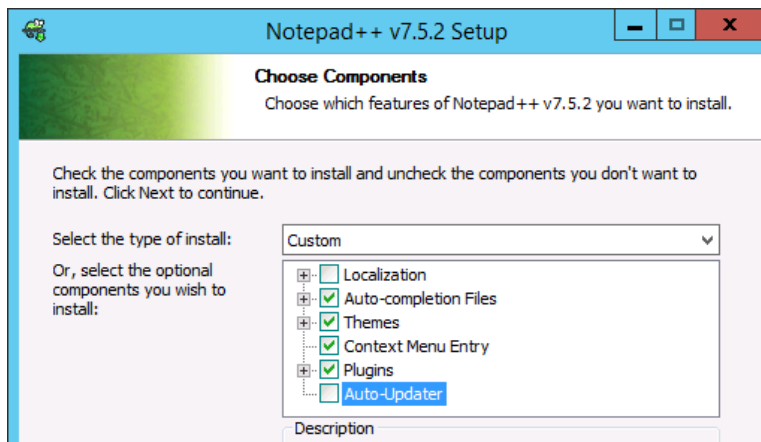 Notepad++ v7.5.2 Setup
Choose Components
Choose which features of Notepad++ v7.5.2 you want to install.
Check the components you want to install and uncheck the components you don't want to
install. Click Next to continue.
Select the type of install:
Custom
Or, select the optional
components you wish to
install:
Localization
Auto-completion Files
Themes
Context Menu Entry
Plugins
Auto-Updater
Description